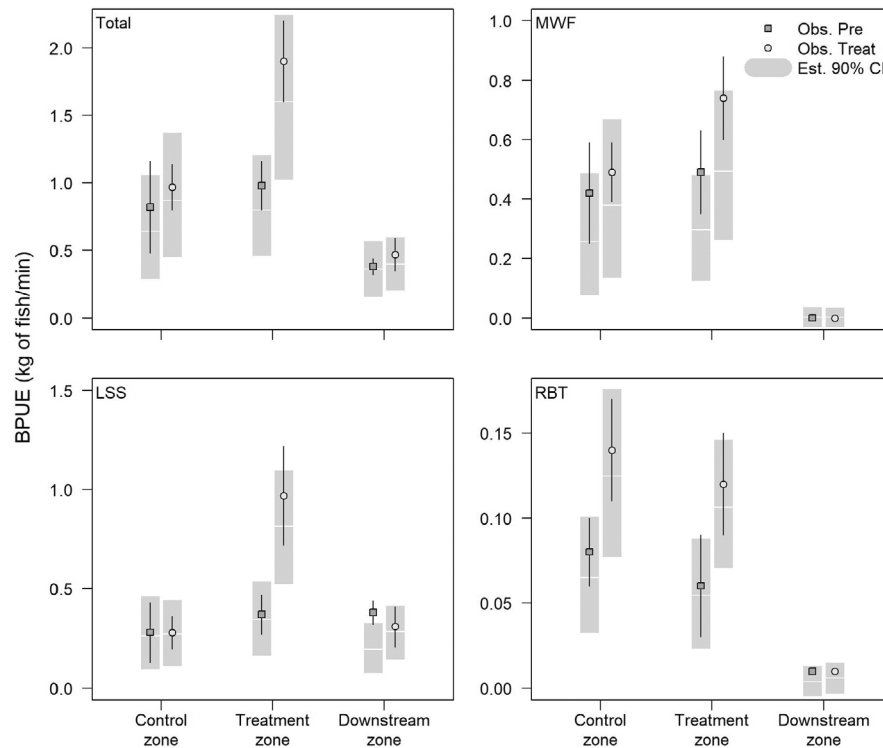 Total
2.0
1.5
1.0
0.5
0.0
MWF
Obs. Pre
Obs. Treat
Est. 90% CI
1.0
0.8
0.6
0.4
0.2
0.0
BPUE (kg of fish/min)
LSS
1.5
1.0
0.5
0.0
Control
zone
Treatment
zone
Downstream
zone
RBT
0.15
0.10
0.05
0.00
Control
zone
Treatment
zone
Downstream
zone